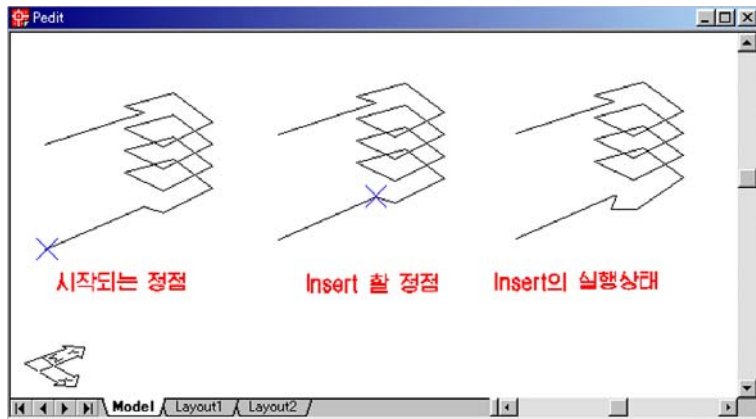 Pedit
시작되는 정점
Insert 할 정점
Insert의 실행상태
Model
Layout1
Layout2